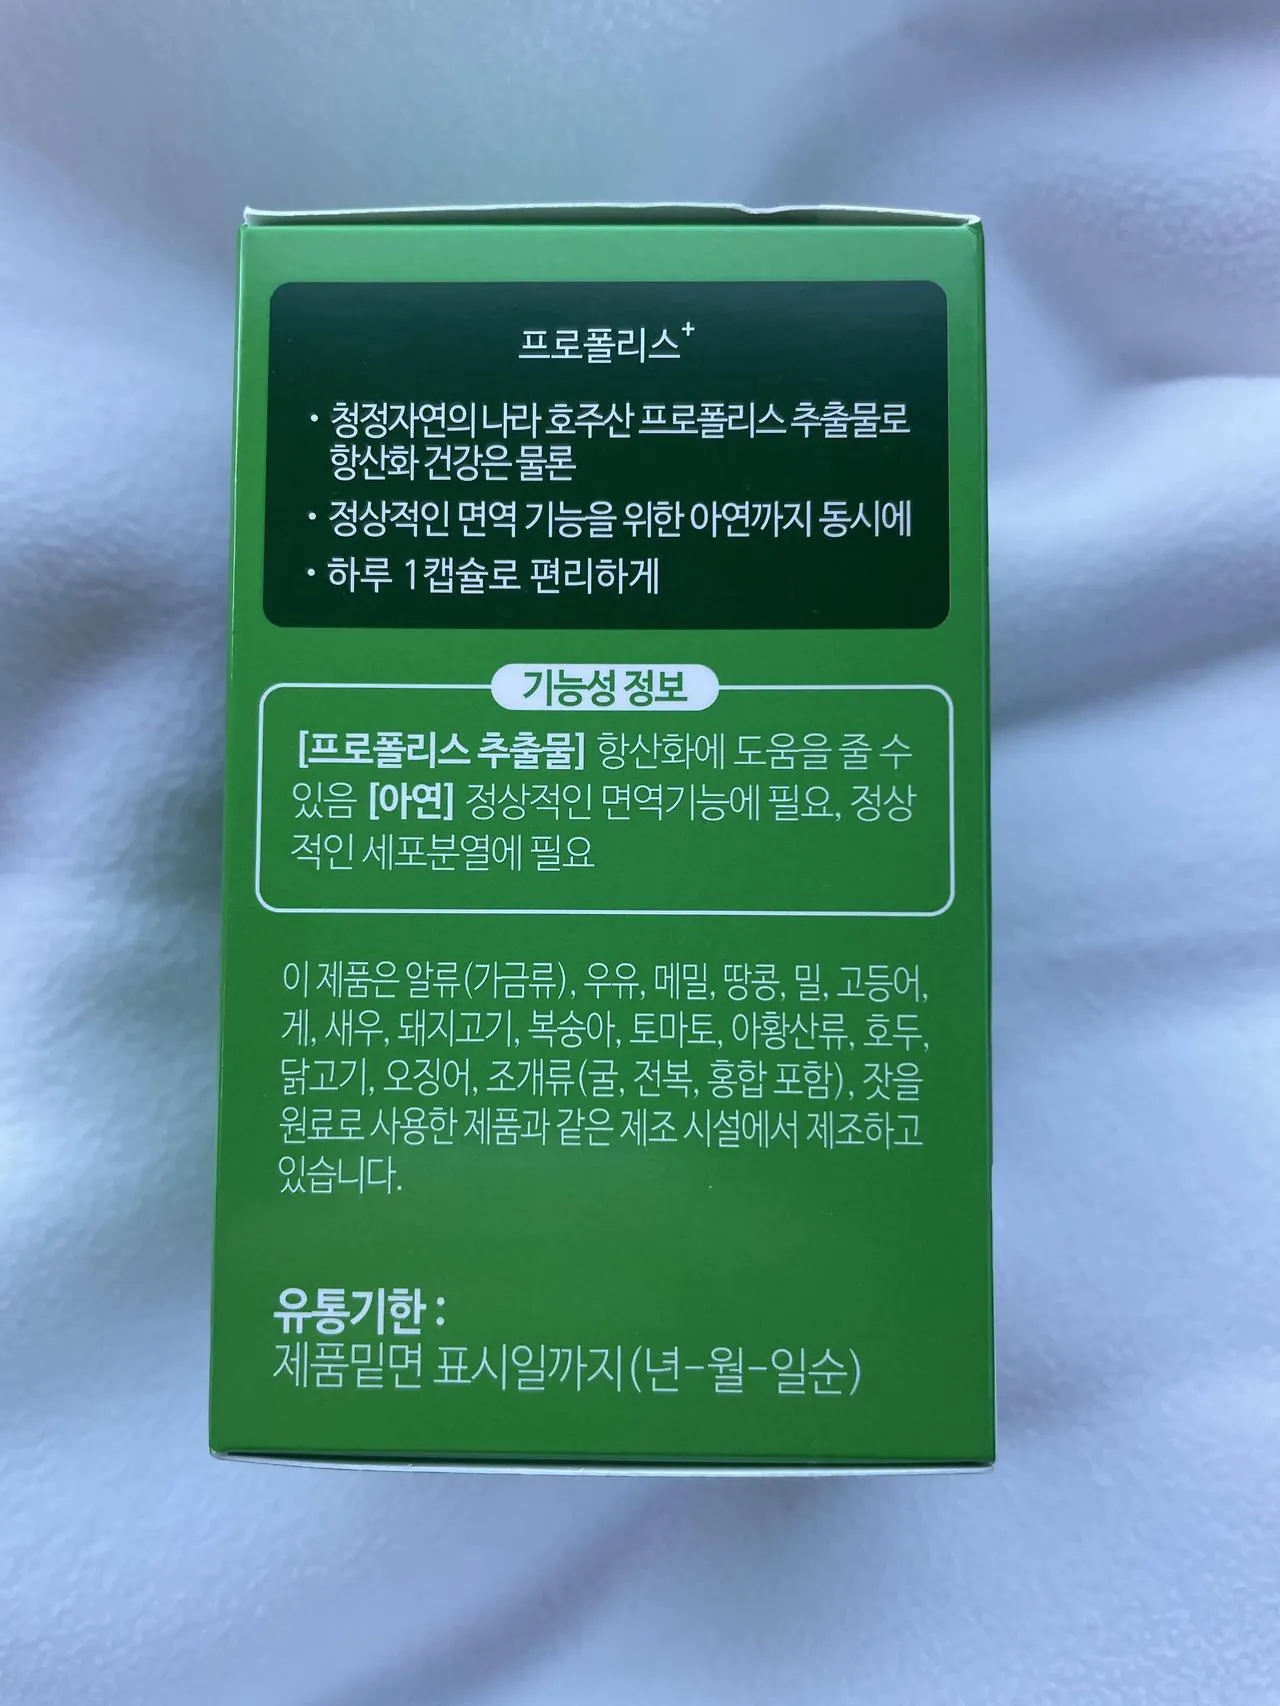 프로폴리스⁺
· 청정자연의 나라 호주산 프로폴리스 추출물로
항산화 건강은 물론
· 정상적인 면역 기능을 위한 아연까지 동시에
· 하루 1캡슐로 편리하게
기능성 정보
[프로폴리스 추출물] 항산화에 도움을 줄 수
있음 [아연] 정상적인 면역기능에 필요, 정상
적인 세포분열에 필요
이 제품은 알류(가금류), 우유, 메밀, 땅콩, 밀, 고등어,
게, 새우, 돼지고기, 복숭아, 토마토, 아황산류, 호두,
닭고기, 오징어, 조개류(굴, 전복, 홍합 포함), 잣을
원료로 사용한 제품과 같은 제조 시설에서 제조하고
있습니다.
유통기한 :
제품밑면 표시일까지(년-월-일순)